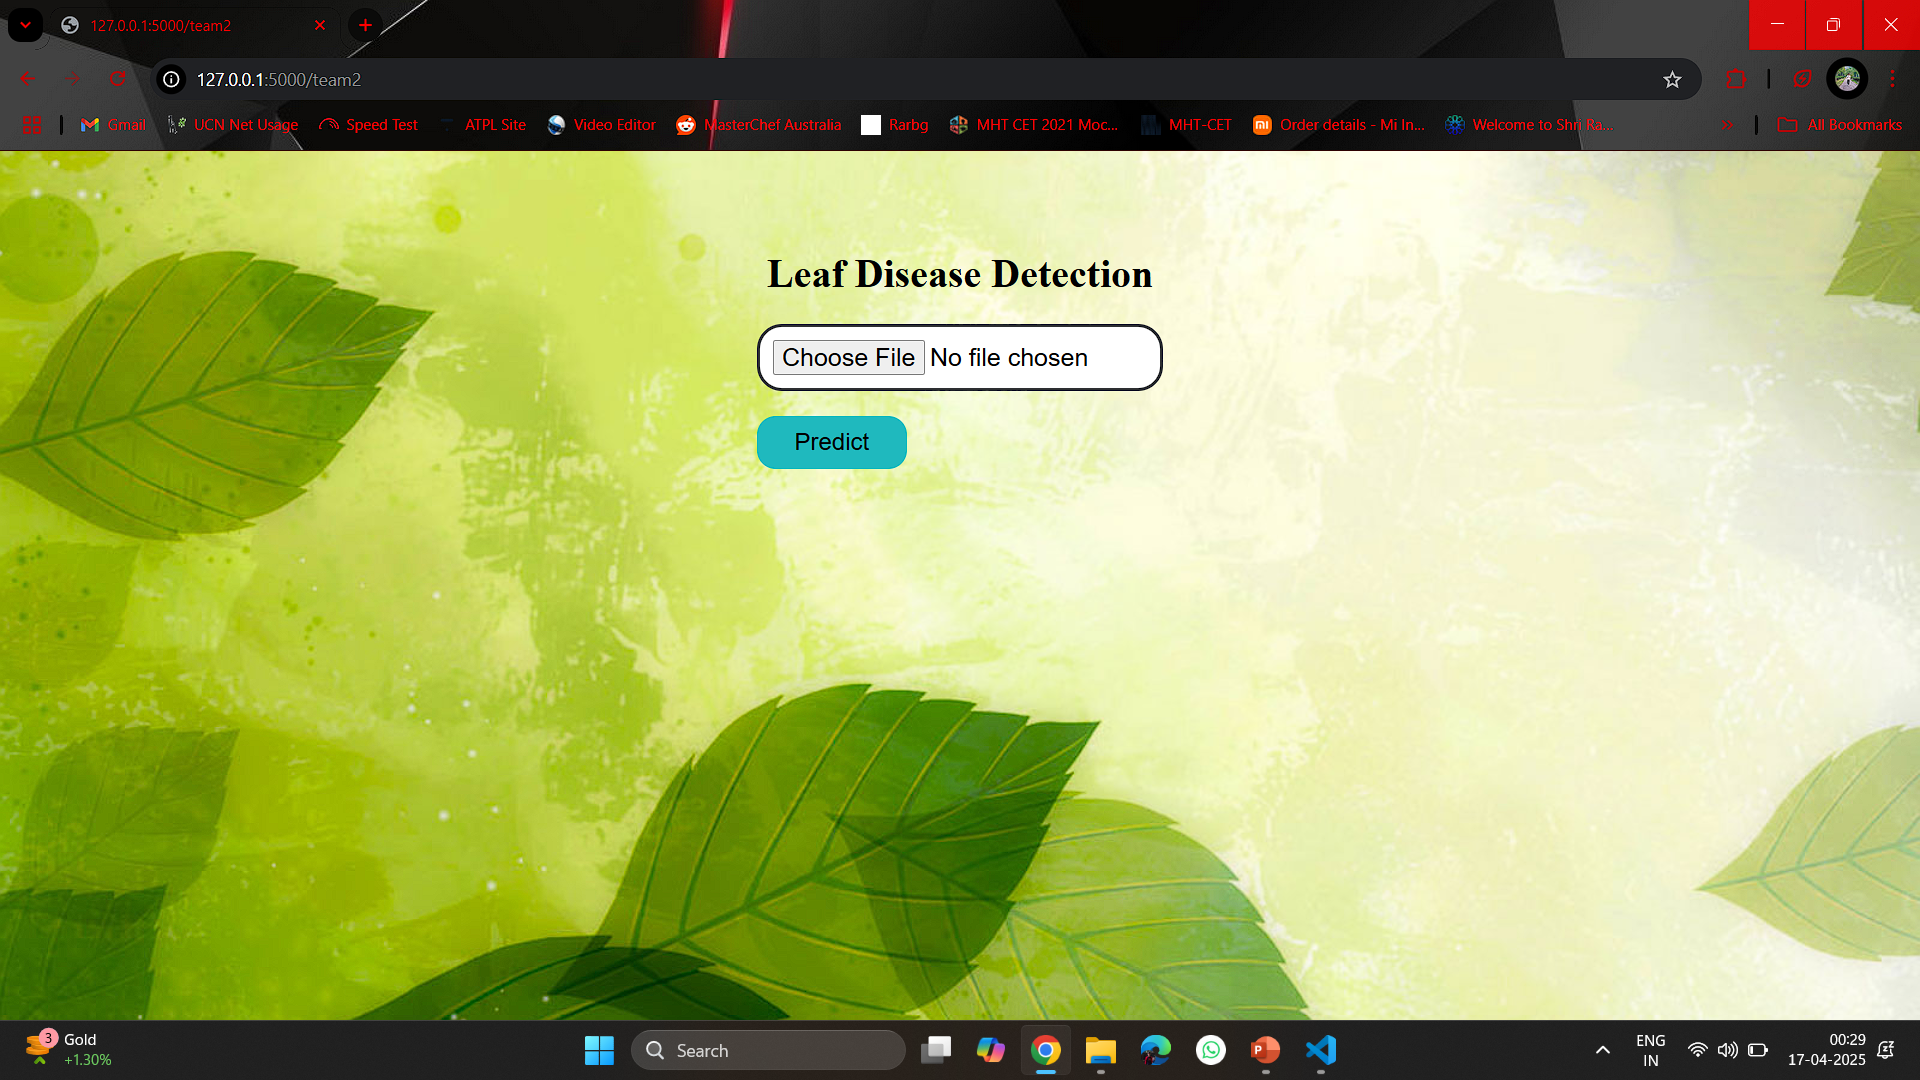 127.0.0.1:5000/team2
127.0.0.1:5000/team2
Gmail
UCN Net Usage
Speed Test
ATPL Site
Video Editor
MasterChef Australia
Rarbg
MHT CET 2021 Moc...
MHT-CET
Order details - Mi In...
Welcome to Shri Ra...
All Bookmarks
Leaf Disease Detection
Choose File No file chosen
Predict
3
Gold
+1.30%
Search
ENG
IN
00:29
17-04-2025